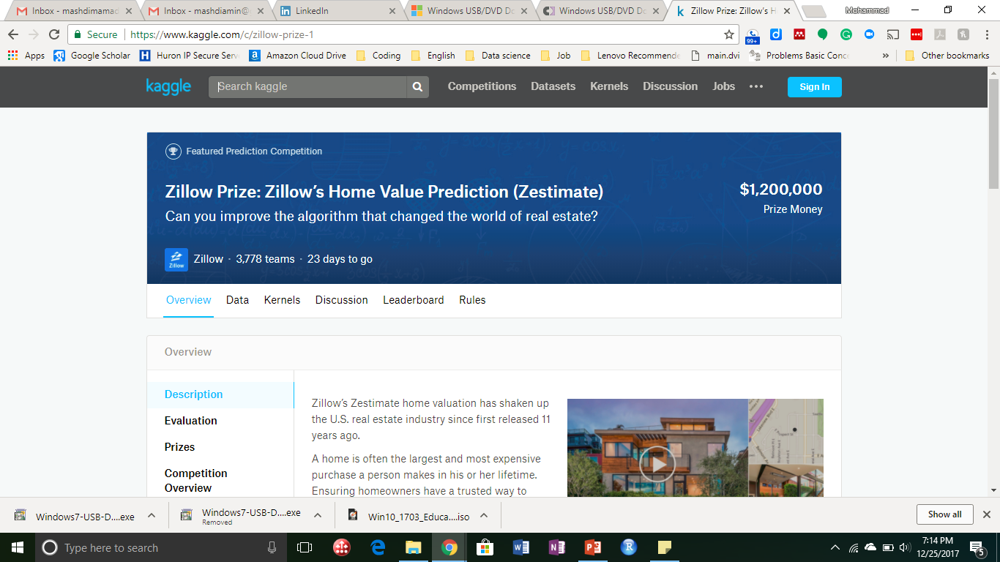 Inbox - mashdimamad
Inbox - mashdiamin@
LinkedIn
Windows USB/DVD Do
Windows USB/DVD Do
Zillow Prize: Zillow's H
Mohammad
Secure
https://www.kaggle.com/c/zillow-prize-1
99+
Apps
Google Scholar
Huron IP Secure Serv
Amazon Cloud Drive
Coding
English
Data science
Job
Lenovo Recommende
main.dvi
Problems Basic Conc
»
Other bookmarks
kaggle
Search kaggle
Competitions
Datasets
Kernels
Discussion
Jobs
Sign In
Featured Prediction Competition
Zillow Prize: Zillow's Home Value Prediction (Zestimate)
Can you improve the algorithm that changed the world of real estate?
$1,200,000
Prize Money
Zillow
Zillow · 3,778 teams · 23 days to go
Overview
Data
Kernels
Discussion
Leaderboard
Rules
Overview
Description
Evaluation
Prizes
Competition
Overview
Zillow's Zestimate home valuation has shaken up
the U.S. real estate industry since first released 11
years ago.
A home is often the largest and most expensive
purchase a person makes in his or her lifetime.
Ensuring homeowners have a trusted way to
Windows7-USB-D....exe
Windows7-USB-D....exe
Removed
Win10_1703_Educa....iso
Show all
Type here to search
7:14 PM
12/25/2017
5